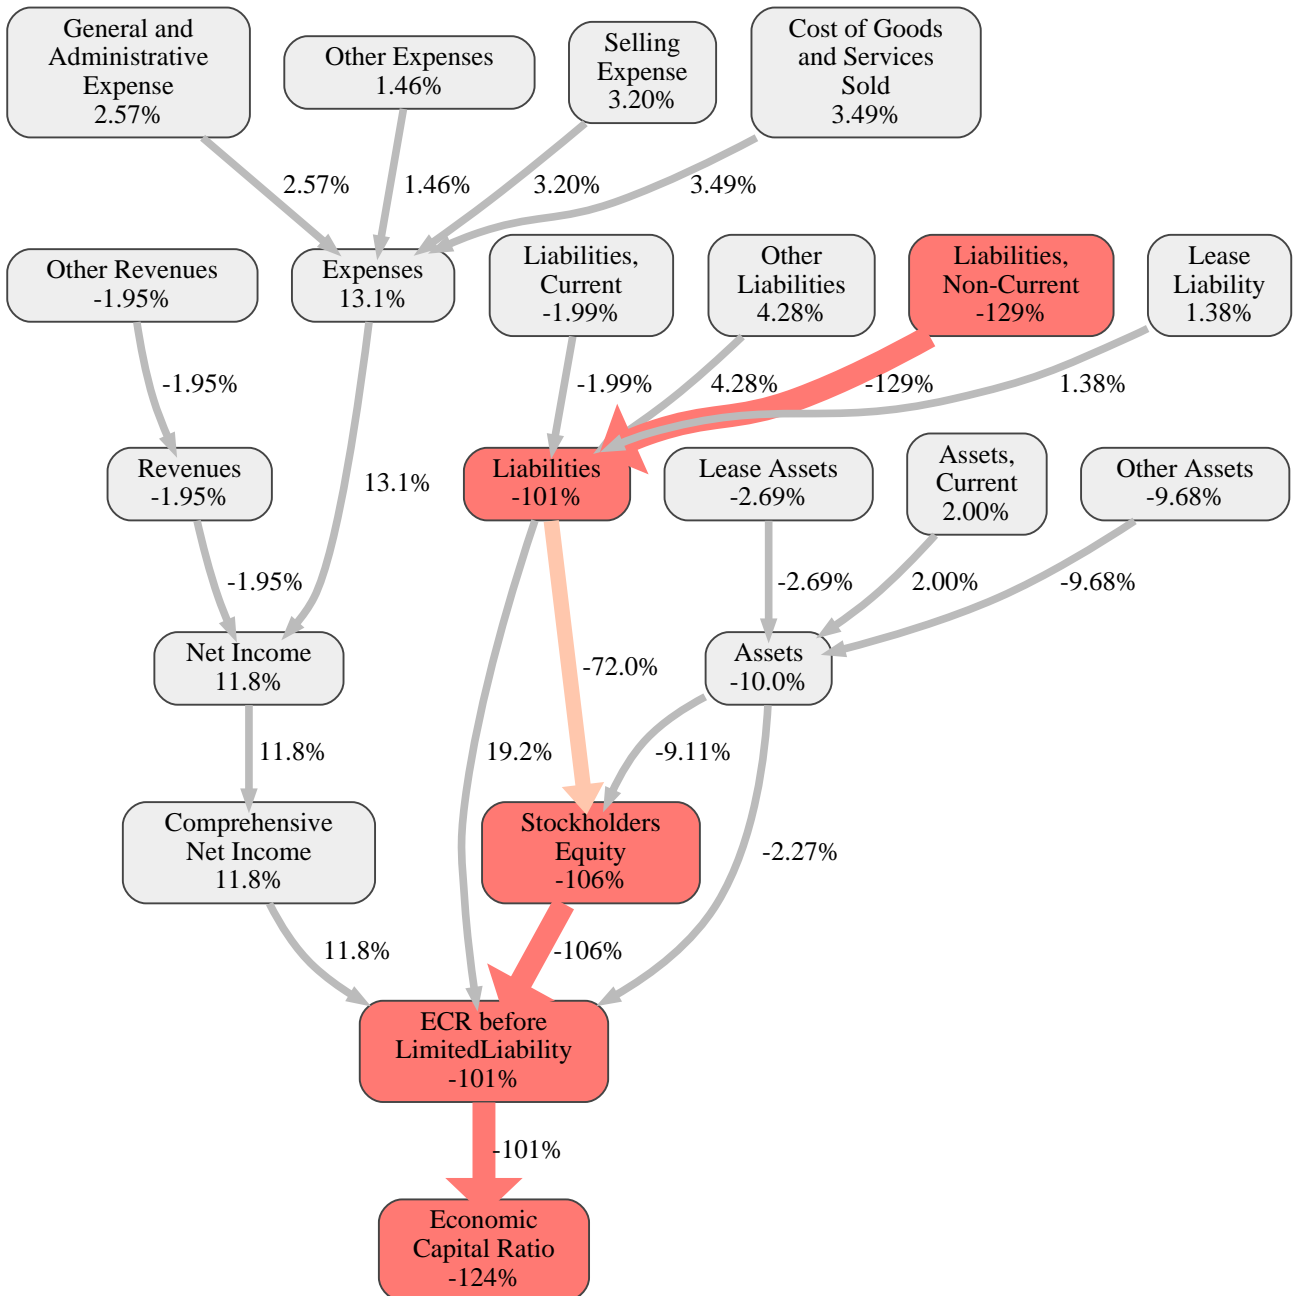 General and
Administrative
Expense
2.57%
Other Expenses
1.46%
Selling
Expense
3.20%
Cost of Goods
and Services
Sold
3.49%
2.57%
1.46%
3.20%
3.49%
Other Revenues
-1.95%
Expenses
13.1%
Liabilities,
Current
-1.99%
Other
Liabilities
4.28%
Liabilities,
Non-Current
-129%
Lease
Liability
1.38%
-1.95%
-1.99%
4.28%
-129%
1.38%
Revenues
-1.95%
13.1%
Liabilities
-101%
Lease Assets
-2.69%
Assets,
Current
2.00%
Other Assets
-9.68%
-1.95%
-2.69%
2.00%
-9.68%
Net Income
11.8%
-72.0%
Assets
-10.0%
11.8%
19.2%
-9.11%
Comprehensive
Net Income
11.8%
Stockholders
Equity
-106%
-2.27%
11.8%
-106%
ECR before
LimitedLiability
-101%
-101%
Economic
Capital Ratio
-124%